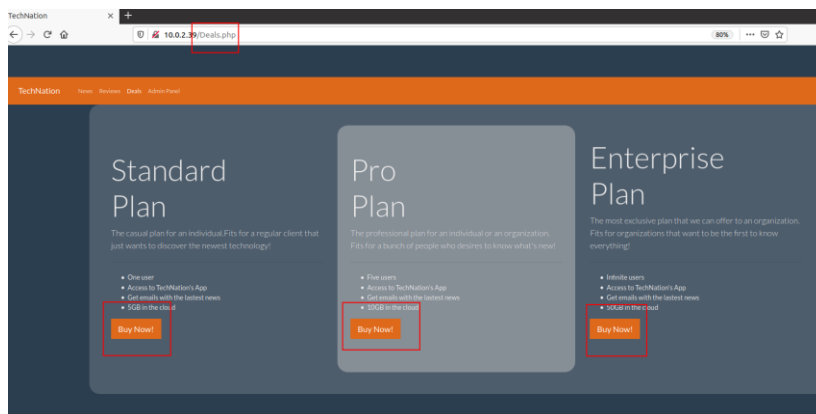 TechNation
10.0.2.39/Deals.php
80%
TechNation News Reviews Deals Admin Panel
Standard
Plan
The casual plan for an individual.Fits for a regular client that
just wants to discover the newest technology!
One user
Access to TechNation's App
Get emails with the lastest news
5GB in the cloud
Buy Now!
Pro
Plan
The professional plan for an individual or an organization.
Fits for a bunch of people who desires to know what's new!
Five users
Access to TechNation's App
Get emails with the lastest news
10GB in the cloud
Buy Now!
Enterprise
Plan
The most exclusive plan that we can offer to an organization.
Fits for organizations that want to be the first to know
everything!
Infinite users
Access to TechNation's App
Get emails with the lastest news
50GB in the cloud
Buy Now!